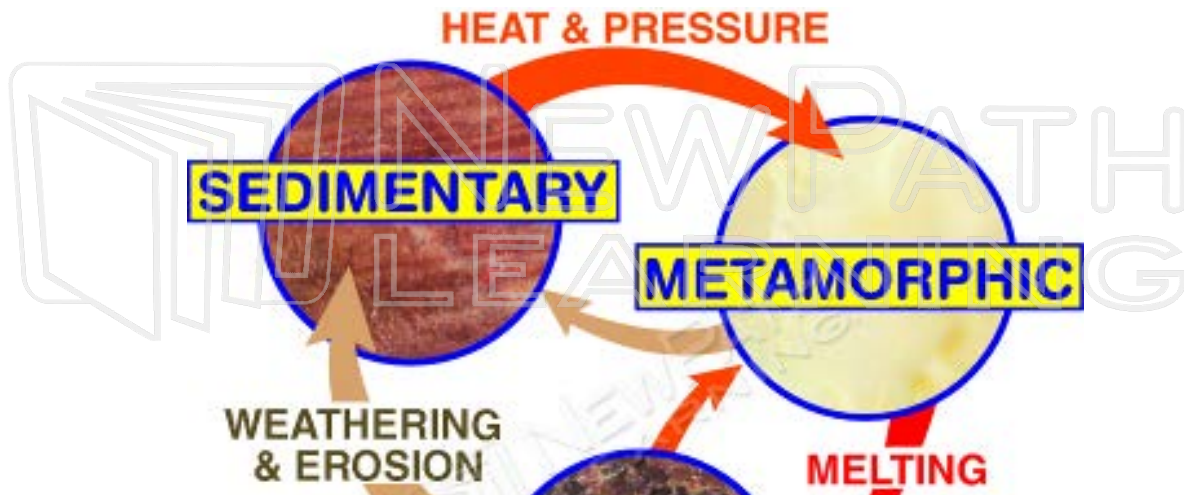 HEAT & PRESSURE
NEWPATH
LEARNING
SEDIMENTARY
METAMORPHIC
WEATHERING
& EROSION
MELTING